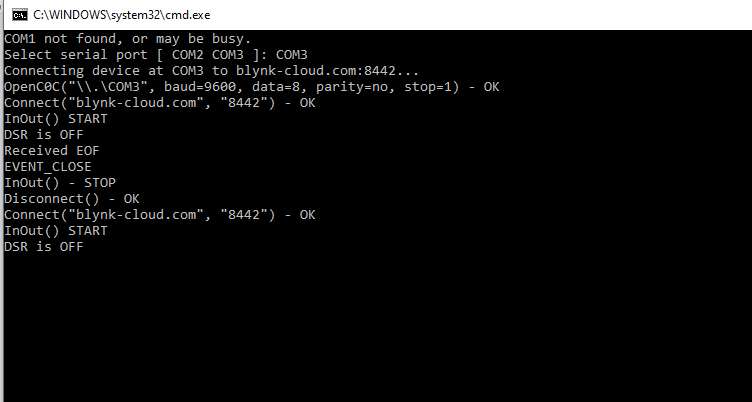 C:\WINDOWS\system32\cmd.exe
COM1 not found, or may be busy.
Select serial port [ COM2 COM3 ]: COM3
Connecting device at COM3 to blynk-cloud.com:8442...
OpenC0C("\\.\COM3", baud=9600, data=8, parity=no, stop=1) - OK
Connect("blynk-cloud.com", "8442") - OK
InOut() START
DSR is OFF
Received EOF
EVENT_CLOSE
InOut() - STOP
Disconnect() - OK
Connect("blynk-cloud.com", "8442") - OK
InOut() START
DSR is OFF